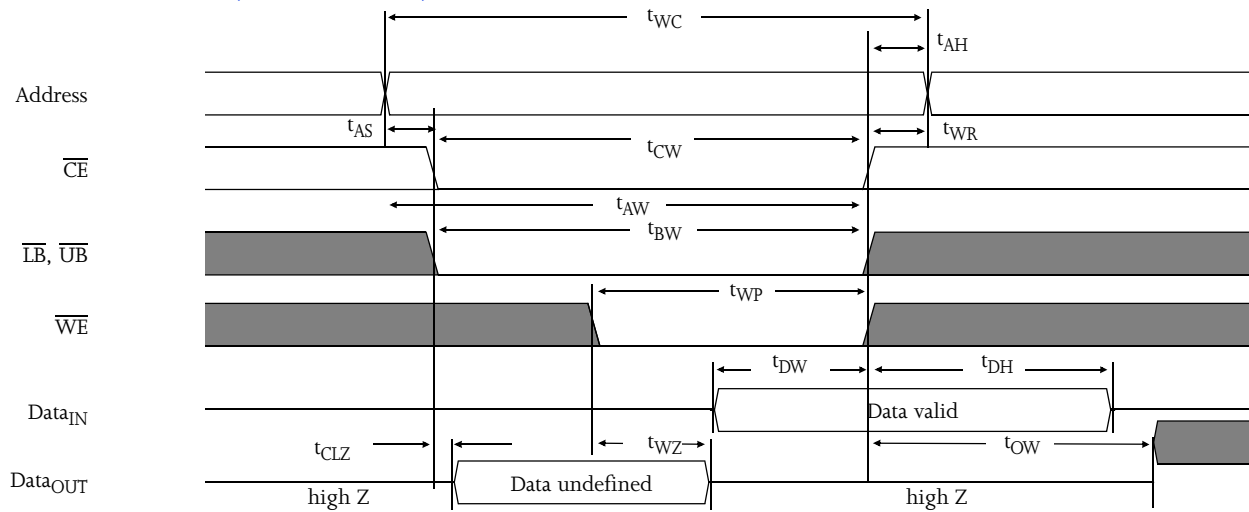 tWC
tAH
Address
tAS
tCW
tWR
CE
tAW
LB, UB
tBW
tWP
WE
tDW
tDH
DataIN
Data valid
tCLZ
tWZ
tOW
DataOUT
Data undefined
high Z
high Z